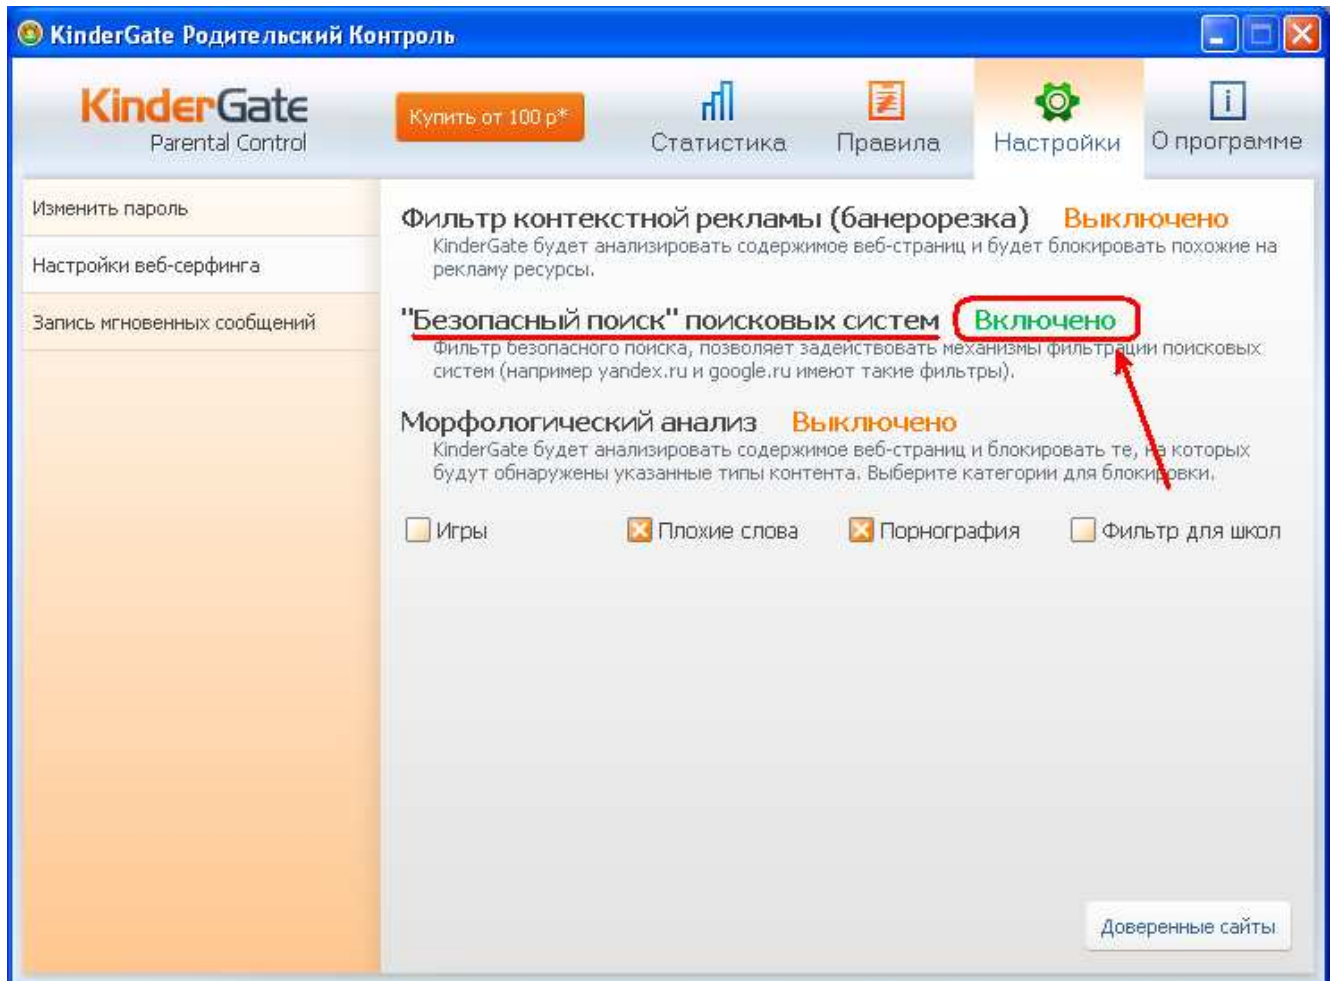 KinderGate Родительский Контроль
KinderGate
Parental Control
Купить от 100 р*
Статистика
Правила
Настройки
О программе
Изменить пароль
Настройки веб-серфинга
Запись мгновенных сообщений
Фильтр контекстной рекламы (банерорезка) Выключено
KinderGate будет анализировать содержимое веб-страниц и будет блокировать похожие на
рекламу ресурсы.
"Безопасный поиск" поисковых систем Включено
Фильтр безопасного поиска, позволяет задействовать механизмы фильтрации поисковых
систем (например yandex.ru и google.ru имеют такие фильтры).
Морфологический анализ Выключено
KinderGate будет анализировать содержимое веб-страниц и блокировать те, на которых
будут обнаружены указанные типы контента. Выберите категории для блокировки.
Игры
Плохие слова
Порнография
Фильтр для школ
Доверенные сайты